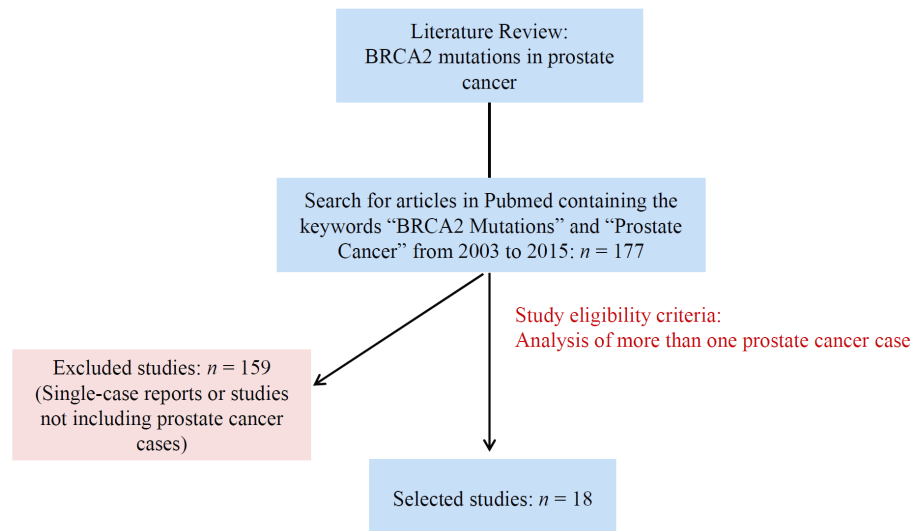 Literature Review:
BRCA2 mutations in prostate
cancer
Search for articles in Pubmed containing the
keywords “BRCA2 Mutations” and “Prostate
Cancer” from 2003 to 2015: n = 177
Study eligibility criteria:
Analysis of more than one prostate cancer case
Excluded studies: n = 159
(Single-case reports or studies
not including prostate cancer
cases)
Selected studies: n = 18